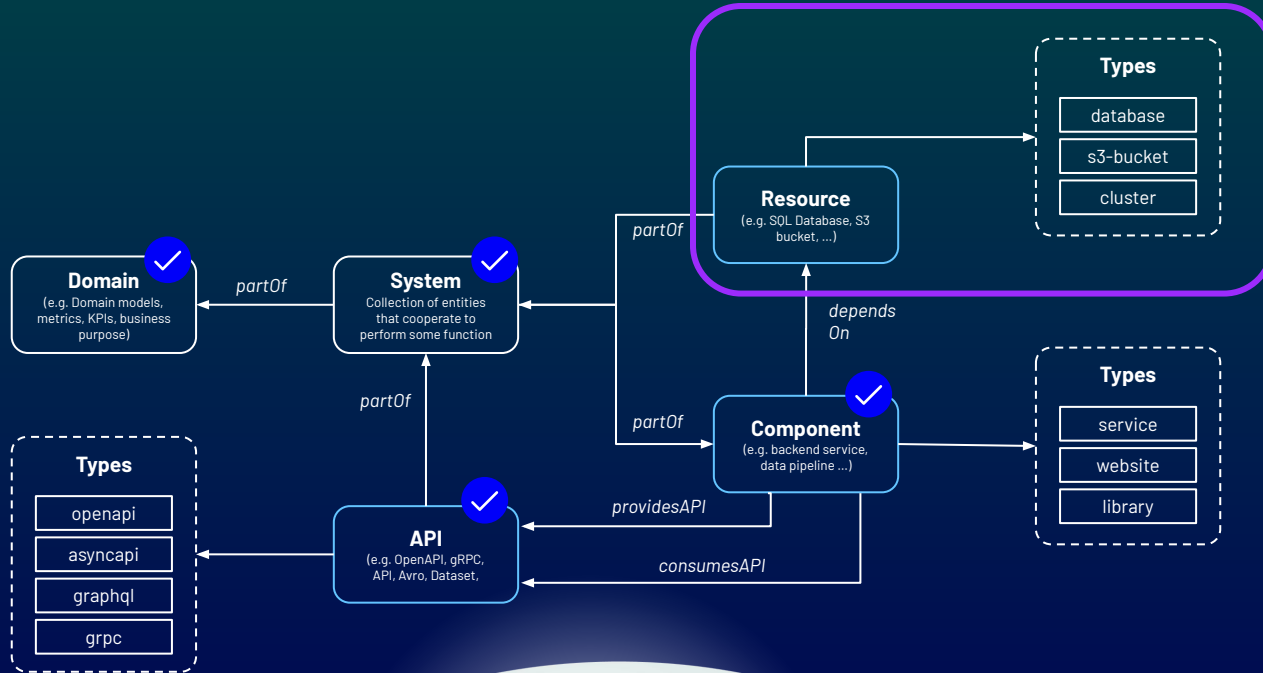 Types
database
s3-bucket
cluster
Resource
(e.g. SQL Database, S3
bucket, ...)
partOf
Domain
(e.g. Domain models,
metrics, KPIs, business
purpose)
partOf
System
Collection of entities
that cooperate to
perform some function
depends
On
partOf
partOf
Component
(e.g. backend service,
data pipeline ...)
Types
service
website
library
Types
openapi
asyncapi
graphql
grpc
API
(e.g. OpenAPI, gRPC,
API, Avro, Dataset,
providesAPI
consumesAPI